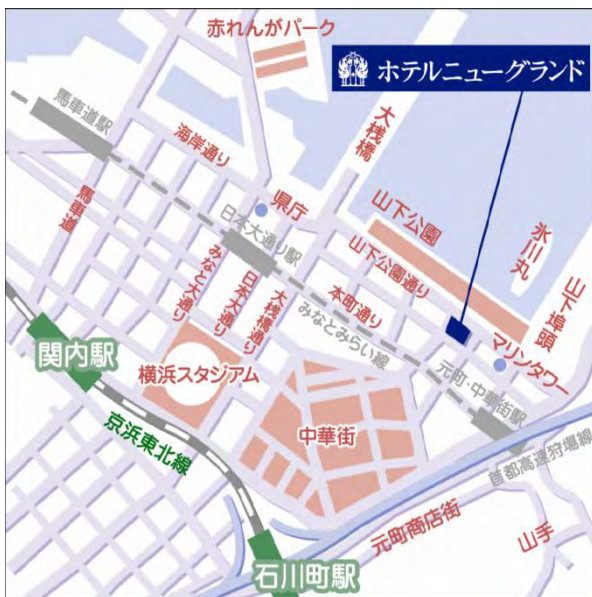 赤れんがパーク
ホテルニューグランド
馬車道駅
海岸通り
大桟橋
馬車道
県庁
山下公園
氷川丸
日本大通り駅
山下公園通り
山下埠頭
みなと大通り
日本大通り
大桟橋通り
本町通り
みなとみらい線
マリンタワー
関内駅
横浜スタジアム
元町・中華街駅
中華街
京浜東北線
首都高速狩場線
元町商店街
山手
石川町駅